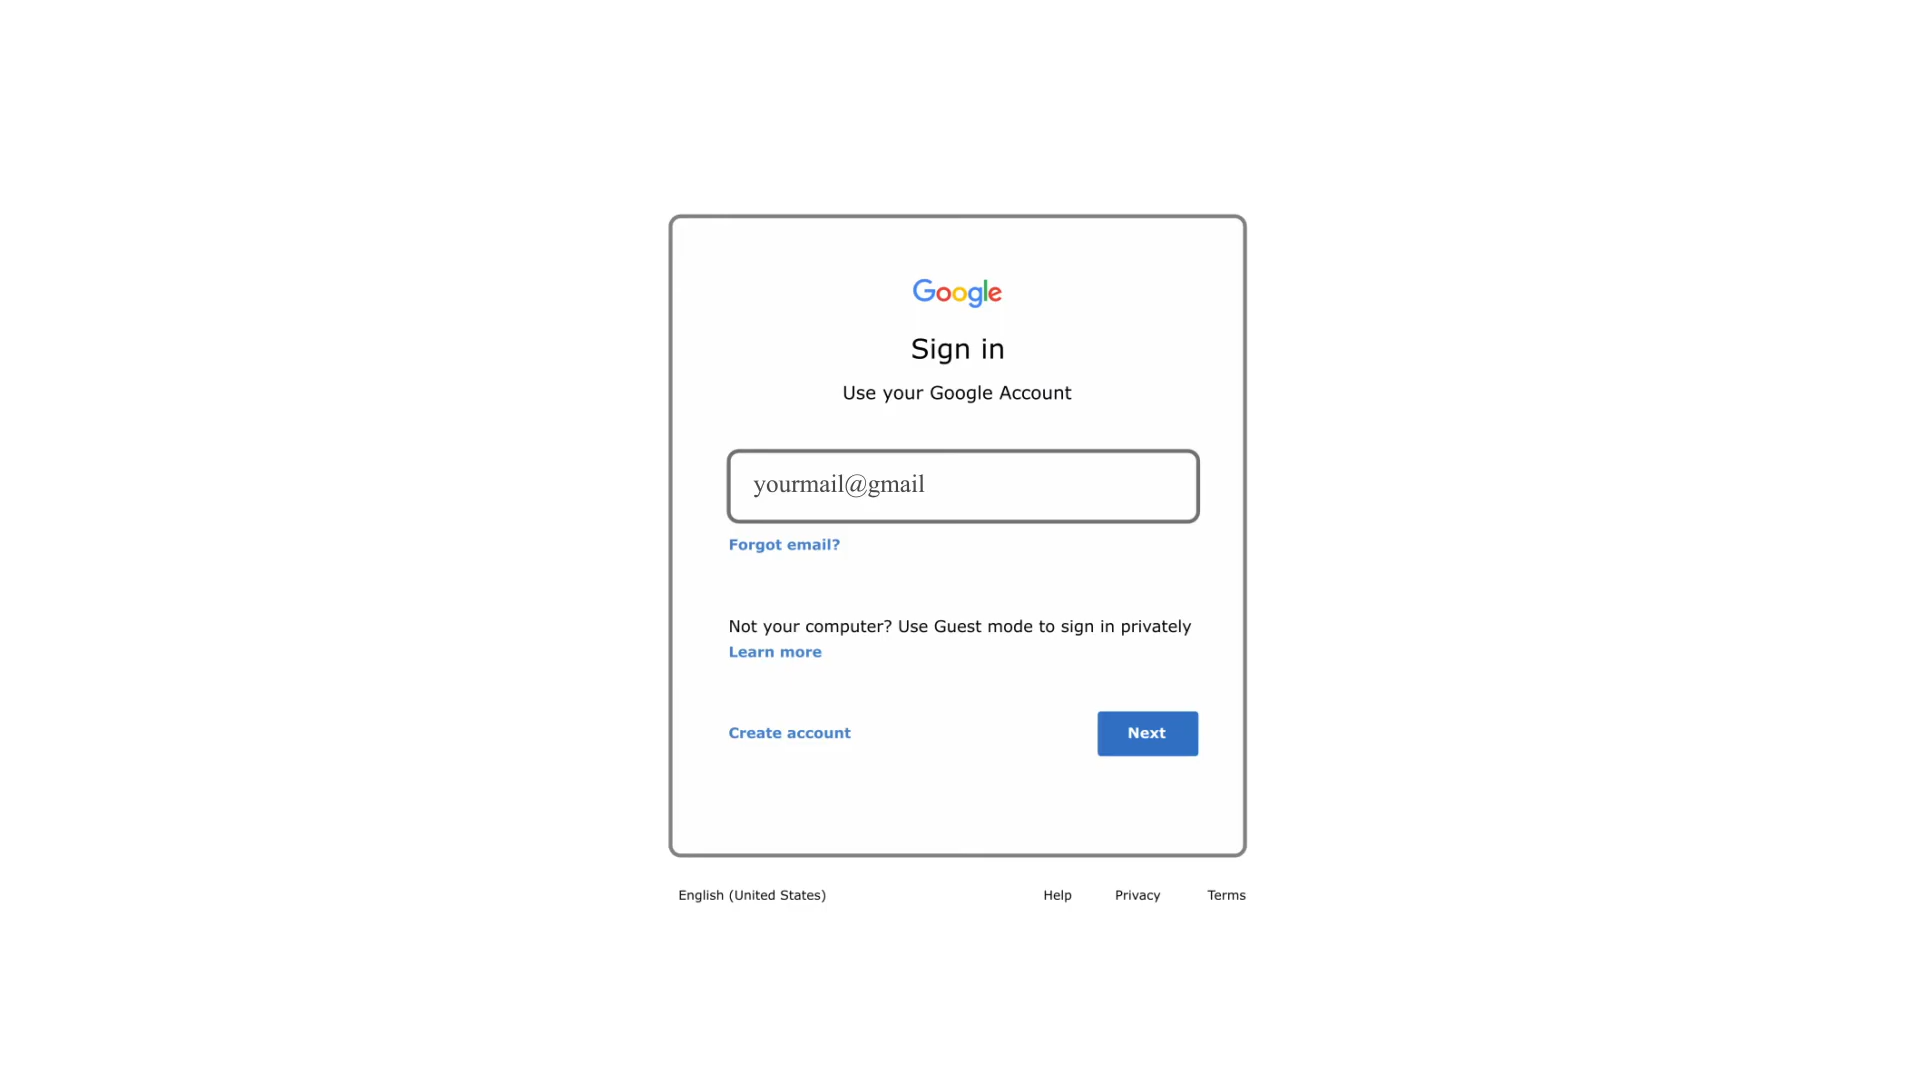 Google
Sign in
Use your Google Account
yourmail@gmail
Forgot email?
Not your computer? Use Guest mode to sign in privately
Learn more
Create account
Next
English (United States)
Help
Privacy
Terms